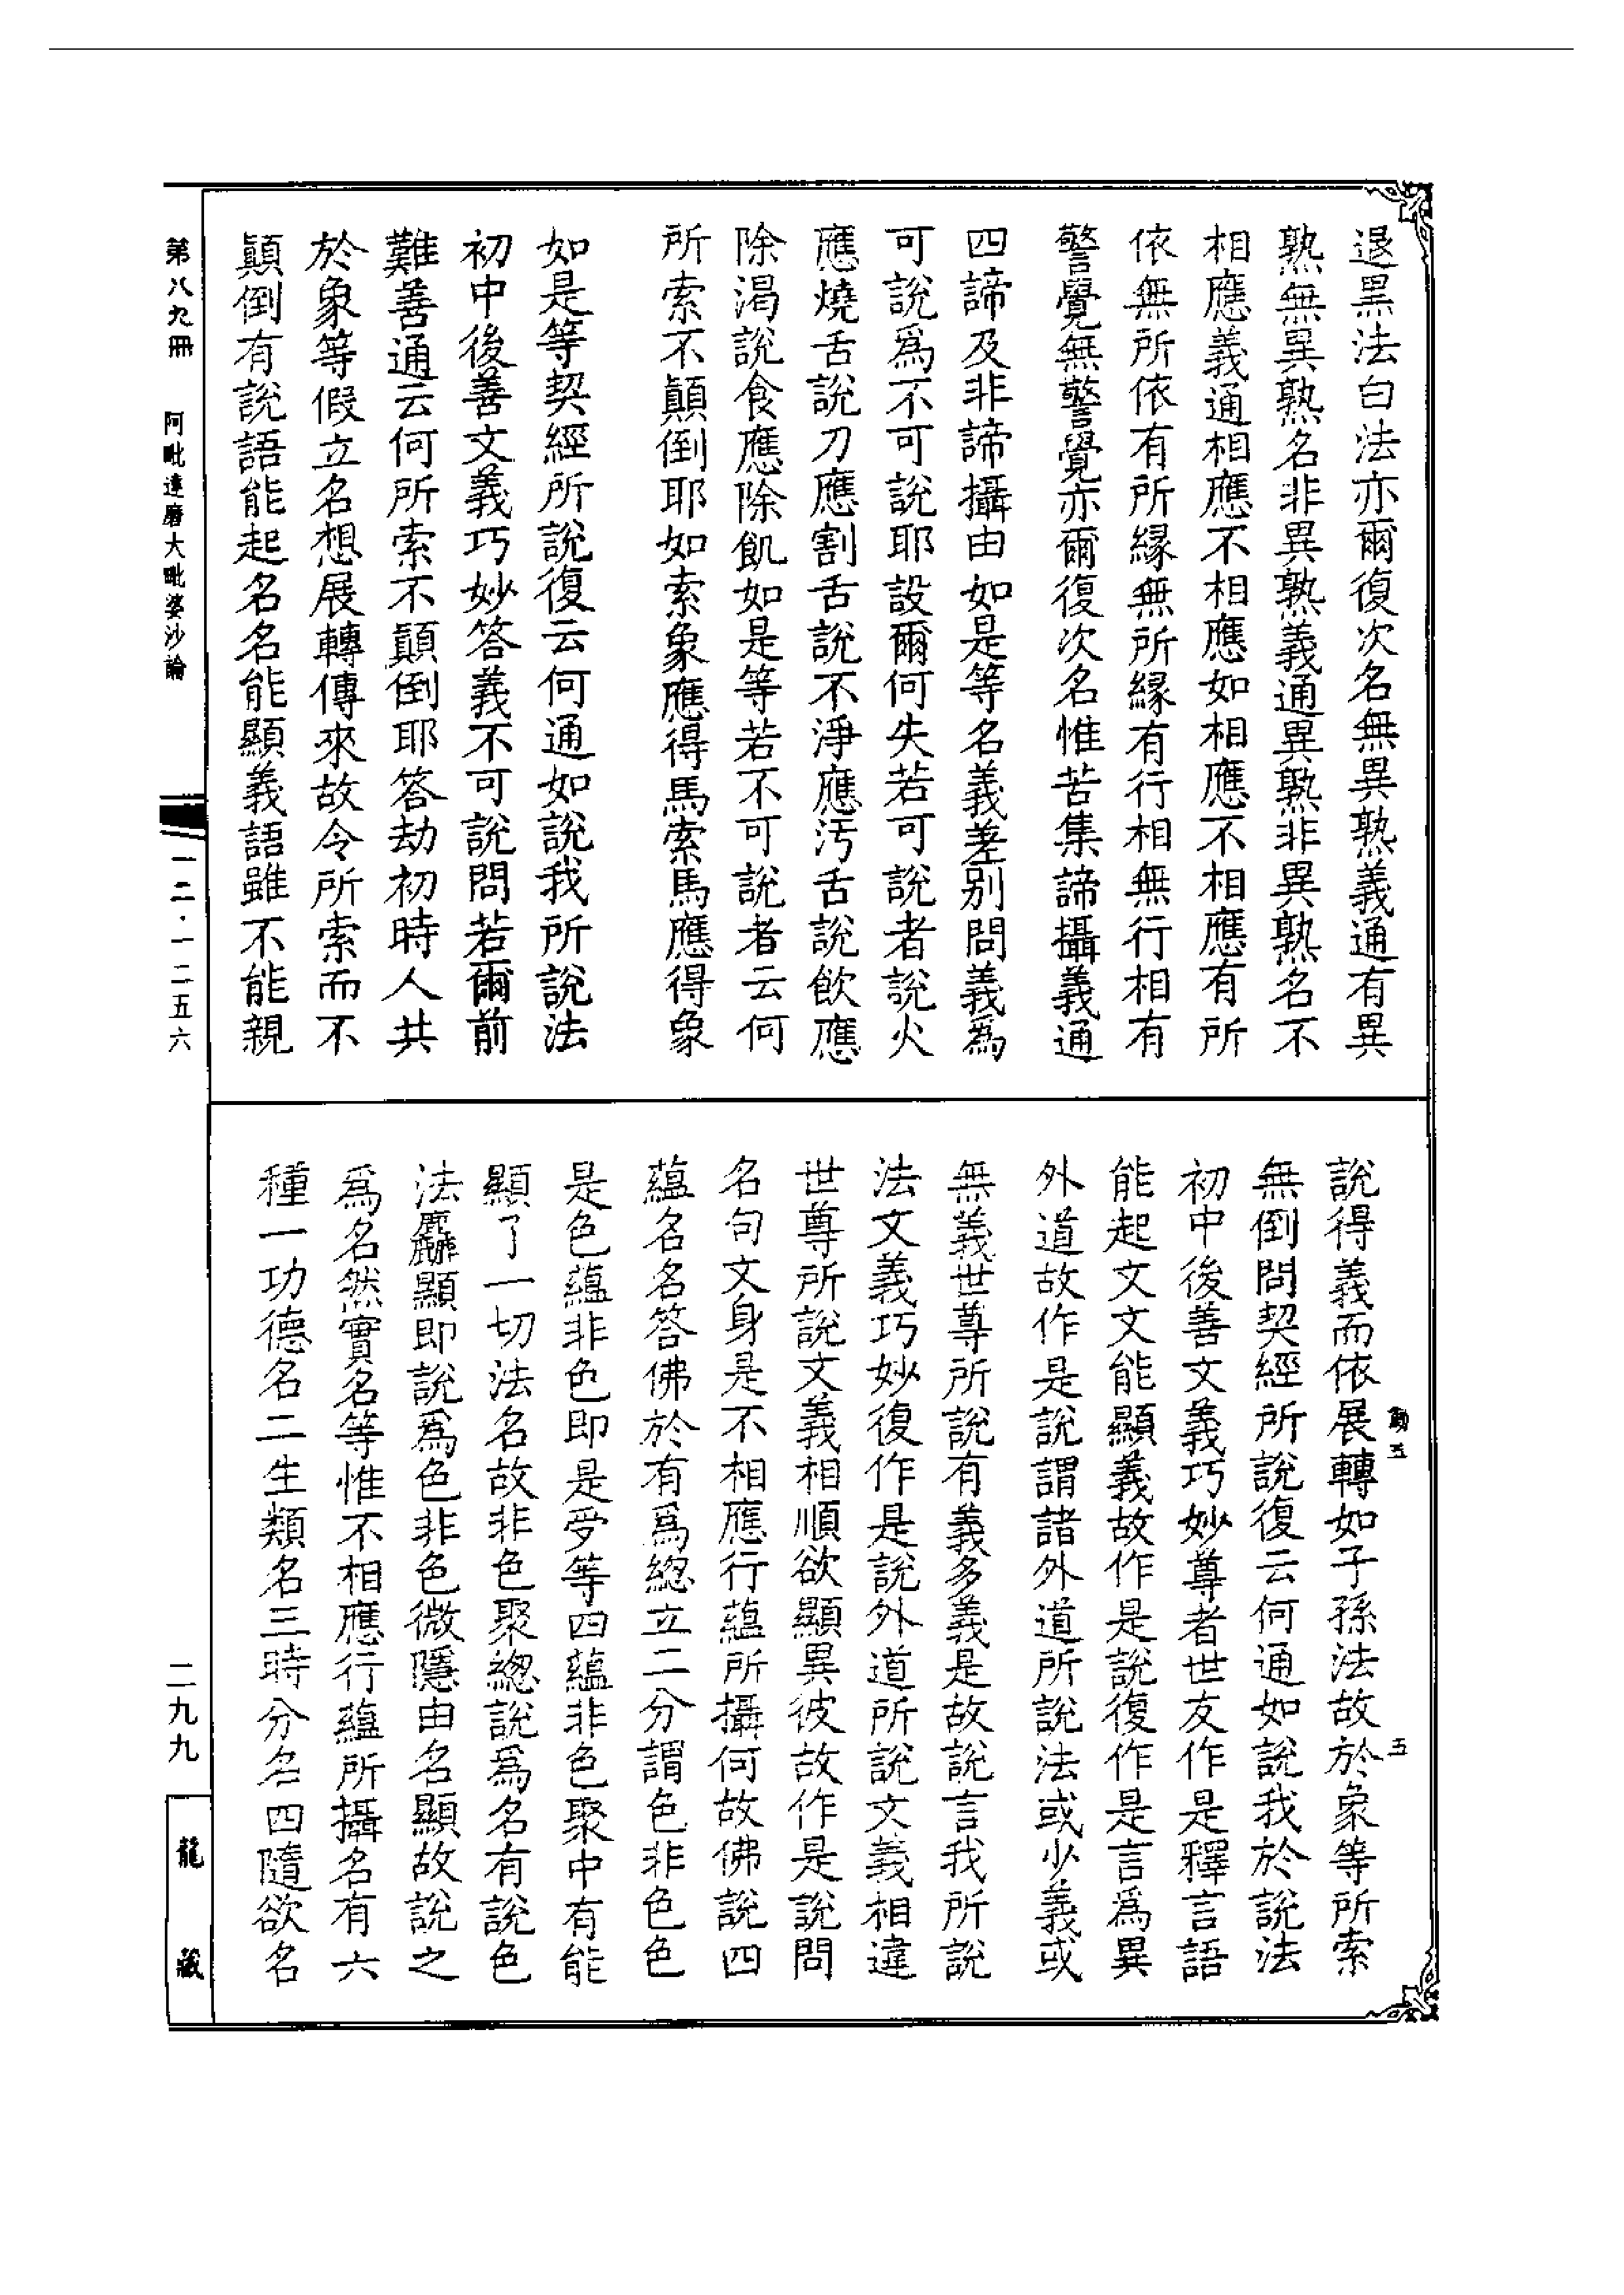 退黑法白法亦爾復次名無異熟義通有異
熟無異熟名非異熟義通異熟非異熟名不
相應義通相應不相應如相應不相應有所
依無所依有所緣無所緣有行相無行相有
警覺無警覺亦爾復次名惟苦集諦攝義通
四諦及非諦攝由如是等名義差別問義爲
可說爲不可說耶設爾何失若可說者說火
應燒舌說刀應割舌說不淨應汚舌說飲應
除渴說食應除飢如是等若不可說者云何
所索不顚倒耶如索象應得馬索馬應得象
如是等契經所說復云何通如說我所說法
初中後善文義巧妙答義不可說問若爾前
難善通云何所索不顚倒耶答劫初時人共
於象等假立名想展轉傳來故令所索而不
顚倒有說語能起名名能顯義語雖不能親
說得義而依展轉如子孫法故於象等所索
無倒問契經所說復云何通如說我於說法
初中後善文義巧妙尊者世友作是釋言語
能起文文能顯義故作是說復作是言爲異
外道故作是說謂諸外道所說法或少義或
無義世尊所說有義多義是故說言我所說
法文義巧妙復作是說外道所說文義相違
世尊所說文義相順欲顯異彼故作是說問
名句文身是不相應行蘊所攝何故佛說四
蘊名名答佛於有爲總立二分謂色非色色
是色蘊非色即是受等四蘊非色聚中有能
顯了一切法名故非色聚總說爲名有說色
法麤顯即說爲色非色微隱由名顯故說之
爲名然實名等惟不相應行蘊所攝名有六
種一功德名二生類名三時分名四隨欲名
動五
五
第八九冊
阿毗達磨大毗婆沙論
一二·一二五六
二九九
龍藏